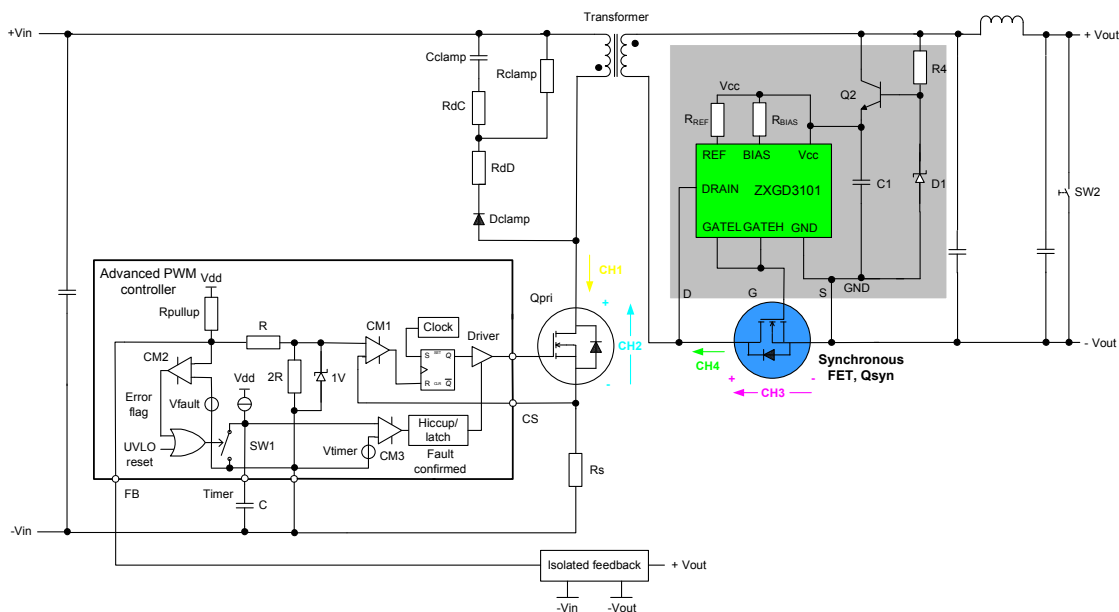 Transformer
+Vin
Cclamp
Rclamp
RdC
RdD
Dclamp
+ Vout
R4
Q2
Vcc
RREF
RBIAS
REF
BIAS
Vcc
DRAIN
ZXGD3101
C1
D1
SW2
GATEL
GATEH
GND
GND
D
G
S
CH1
+
CH2
-
Qpri
CH4
+
CH3
-
Synchronous
FET, Qsyn
- Vout
Advanced PWM
controller
Vdd
Rpullup
R
CM1
Clock
Driver
S
SET
Q
R
CLR
Q
CM2
2R
1V
Vdd
Error
flag
Vfault
CS
UVLO
reset
SW1
Vtimer
CM3
Hiccup/
latch
Fault
confirmed
Rs
FB
Timer
C
-Vin
Isolated feedback
+ Vout
-Vin
-Vout